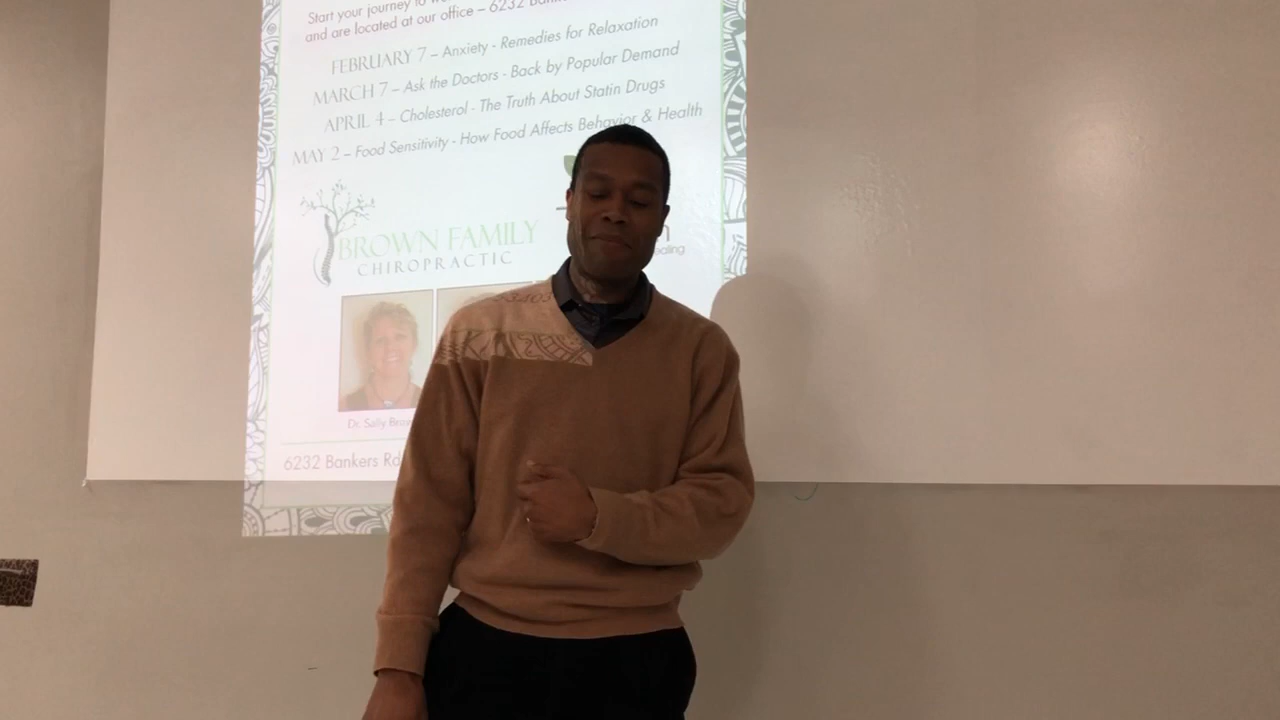 Start your journey to
and are located at our office – 6232
FEBRUARY 7 – Anxiety - Remedies for Relaxation
MARCH 7 – Ask the Doctors - Back by Popular Demand
APRIL 4 – Cholesterol - The Truth About Statin Drugs
MAY 2 – Food Sensitivity - How Food Affects Behavior & Health
BROWN FAMILY
CHIROPRACTIC
Dr. Sally
6232 Bankers Rd